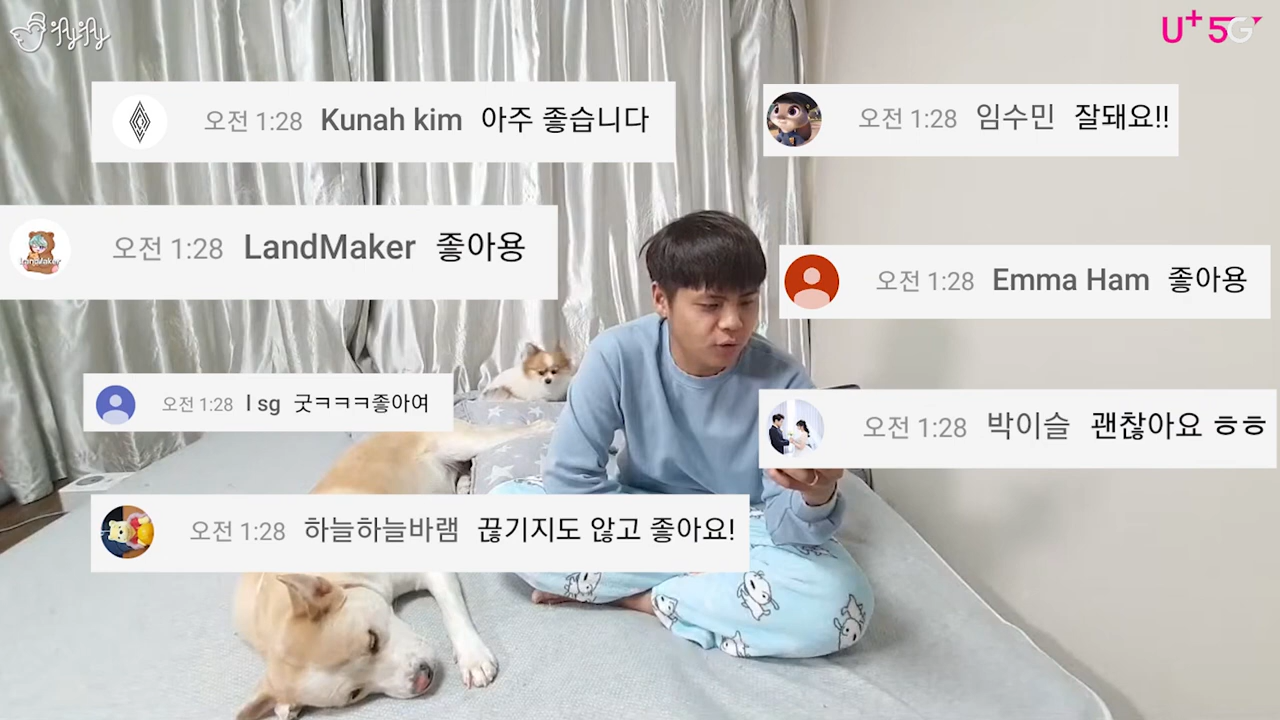 U+5G
오전 1:28 Kunah kim 아주 좋습니다
오전 1:28 임수민 잘돼요!!
오전 1:28 LandMaker 좋아용
오전 1:28 Emma Ham 좋아용
오전 1:28 l sg 굿ㅋㅋㅋ좋아여
오전 1:28 박이슬 괜찮아요 ㅎㅎ
오전 1:28 하늘하늘바램 끊기지도 않고 좋아요!